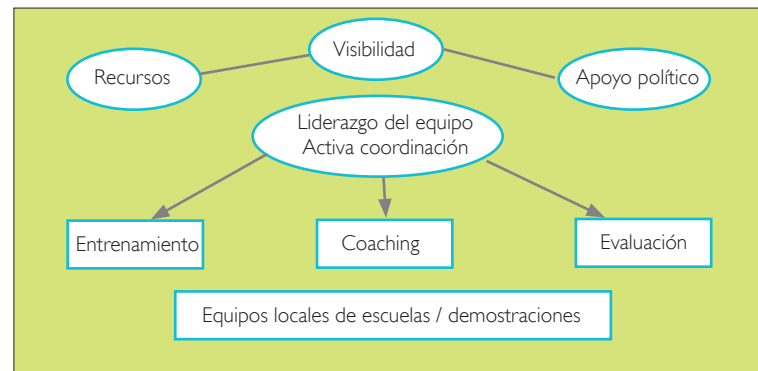 Visibilidad
Recursos
Apoyo político
Liderazgo del equipo
Activa coordinación
Entrenamiento
Coaching
Evaluación
Equipos locales de escuelas / demostraciones